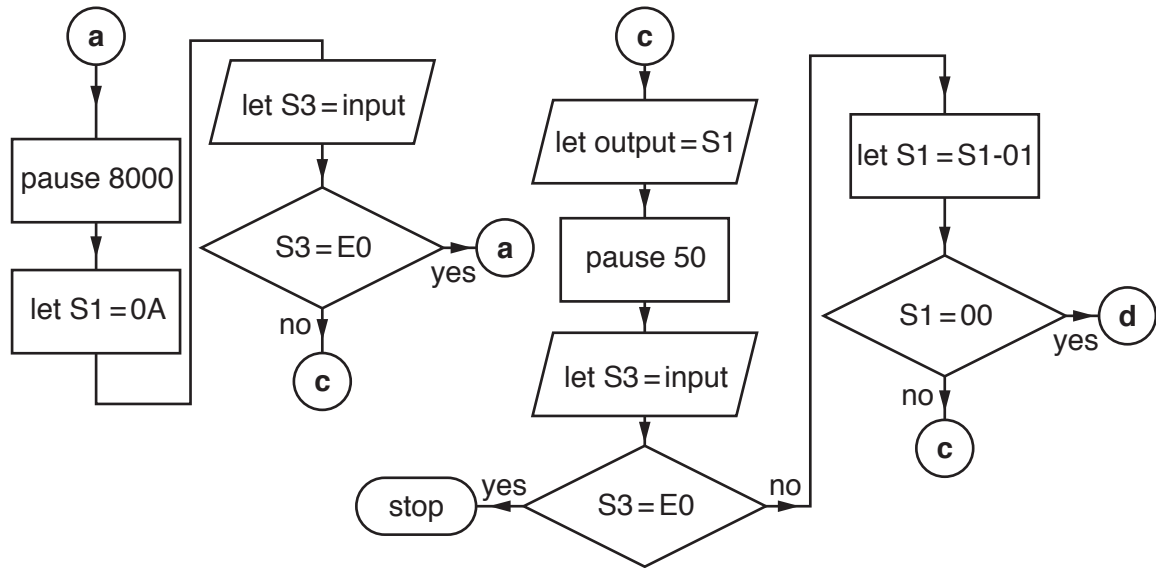 a
pause 8000
let S1=0A
let S3=input
S3=E0
yes
a
no
c
c
let output=S1
pause 50
let S3=input
S3=E0
yes
stop
no
let S1=S1-01
S1=00
yes
d
no
c